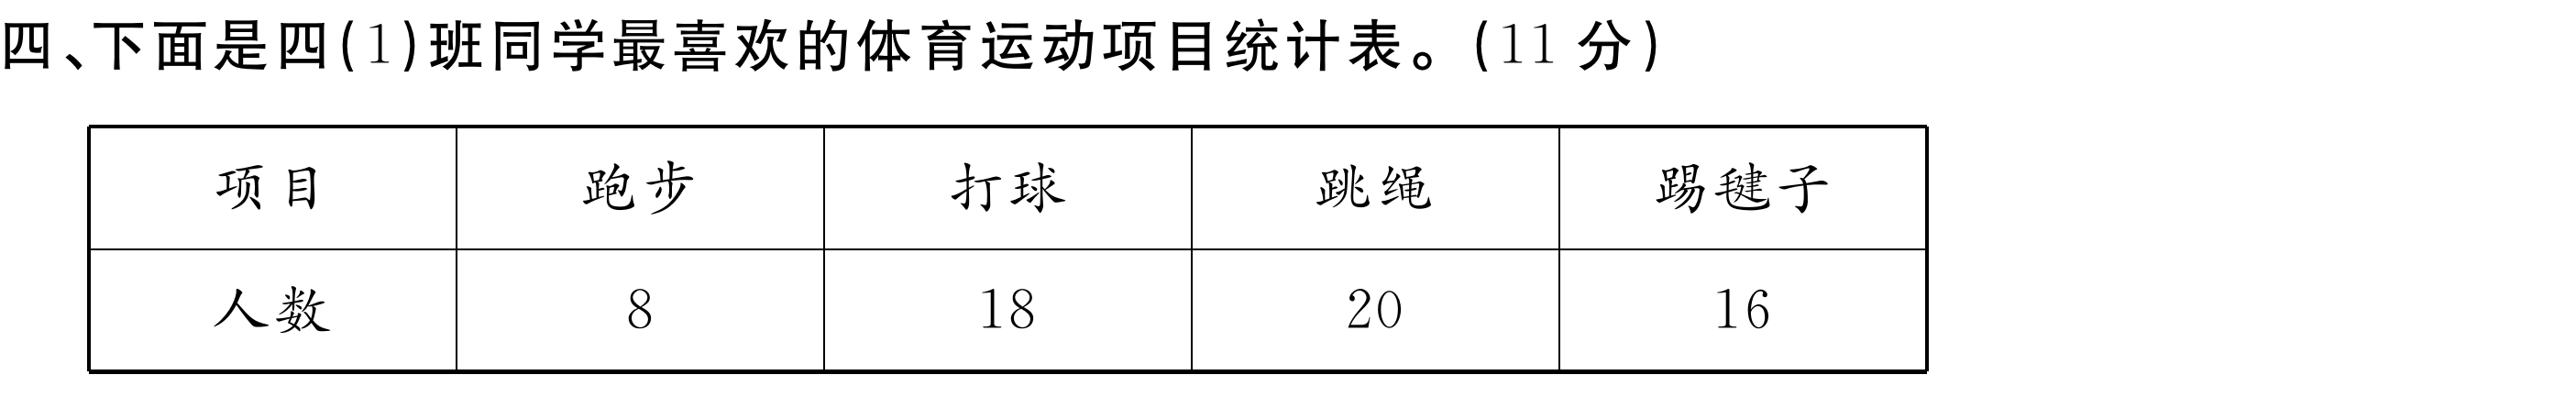 四、下面是四(1)班同学最喜欢的体育运动项目统计表。(11 分)
项目 跑步 打球 跳绳 踢毽子
人数 8 18 20 16